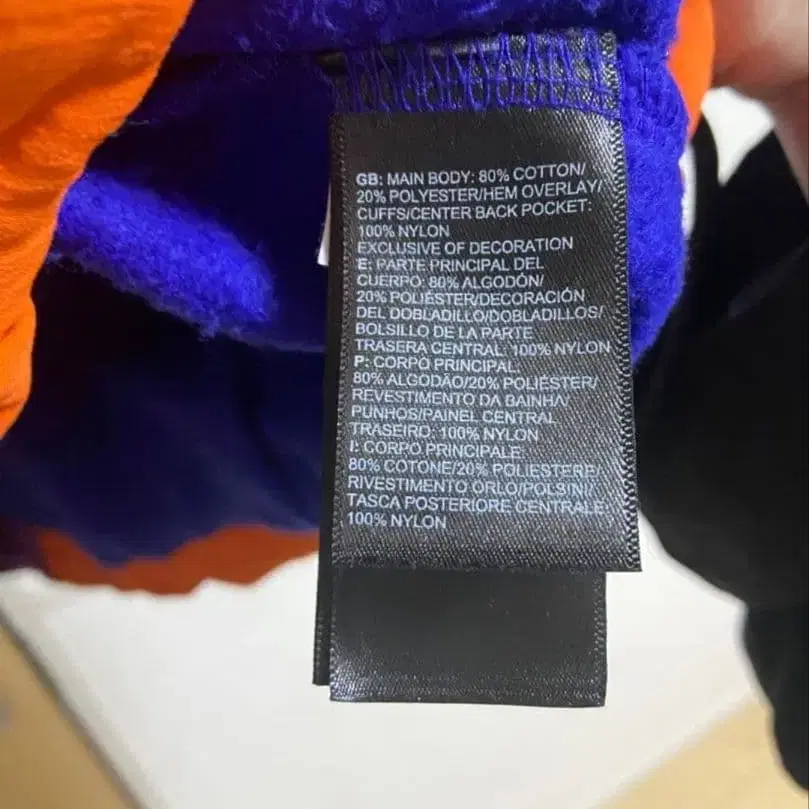 GB: MAIN BODY: 80% COTTON/
20% POLYESTER/HEM OVERLAY/
CUFFS/CENTER BACK POCKET:
100% NYLON
EXCLUSIVE OF DECORATION
E: PARTE PRINCIPAL DEL
CUERPO: 80% ALGODÓN/
20% POLIÉSTER/DECORACIÓN
DEL DOBLADILLO/DOBLADILLOS/
BOLSILLO DE LA PARTE
TRASERA CENTRAL: 100% NYLON
P: CORPO PRINCIPAL:
80% ALGODÃO/20% POLIÉSTER/
REVESTIMENTO DA BAINHA/
PUNHOS/PAINEL CENTRAL
TRASEIRO: 100% NYLON
I: CORPO PRINCIPALE:
80% COTONE/20% POLIESTERE/
RIVESTIMENTO ORLO/POLSINI/
TASCA POSTERIORE CENTRALE:
100% NYLON